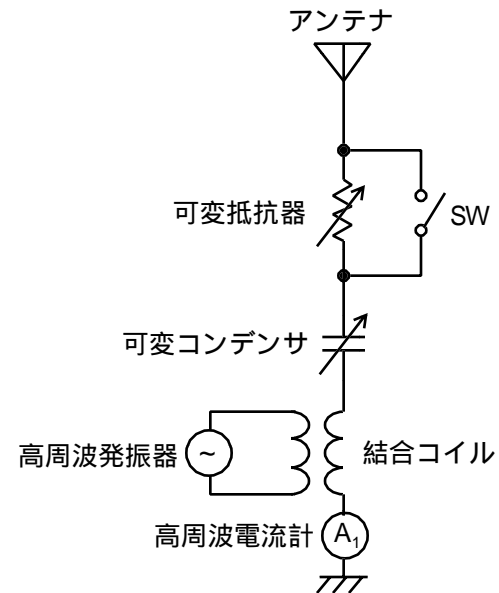 アンテナ
可変抵抗器
SW
可変コンデンサ
高周波発振器
~
結合コイル
高周波電流計
A1